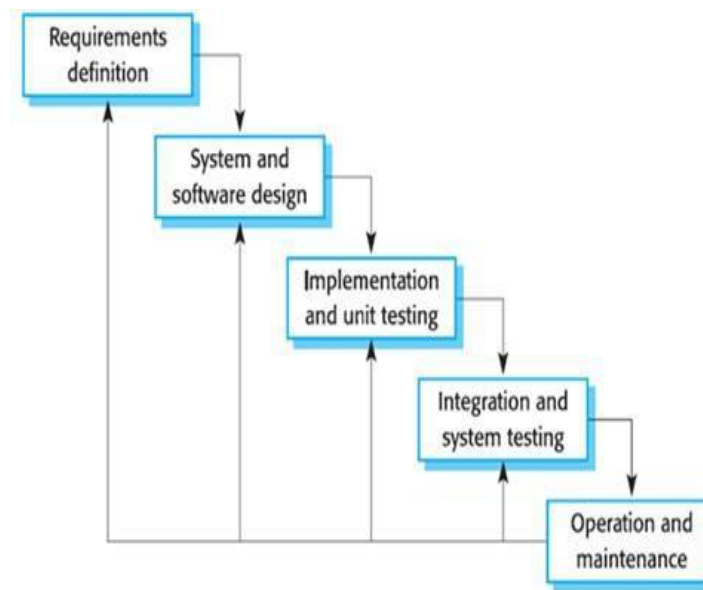 Requirements
definition
System and
software design
Implementation
and unit testing
Integration and
system testing
Operation and
maintenance